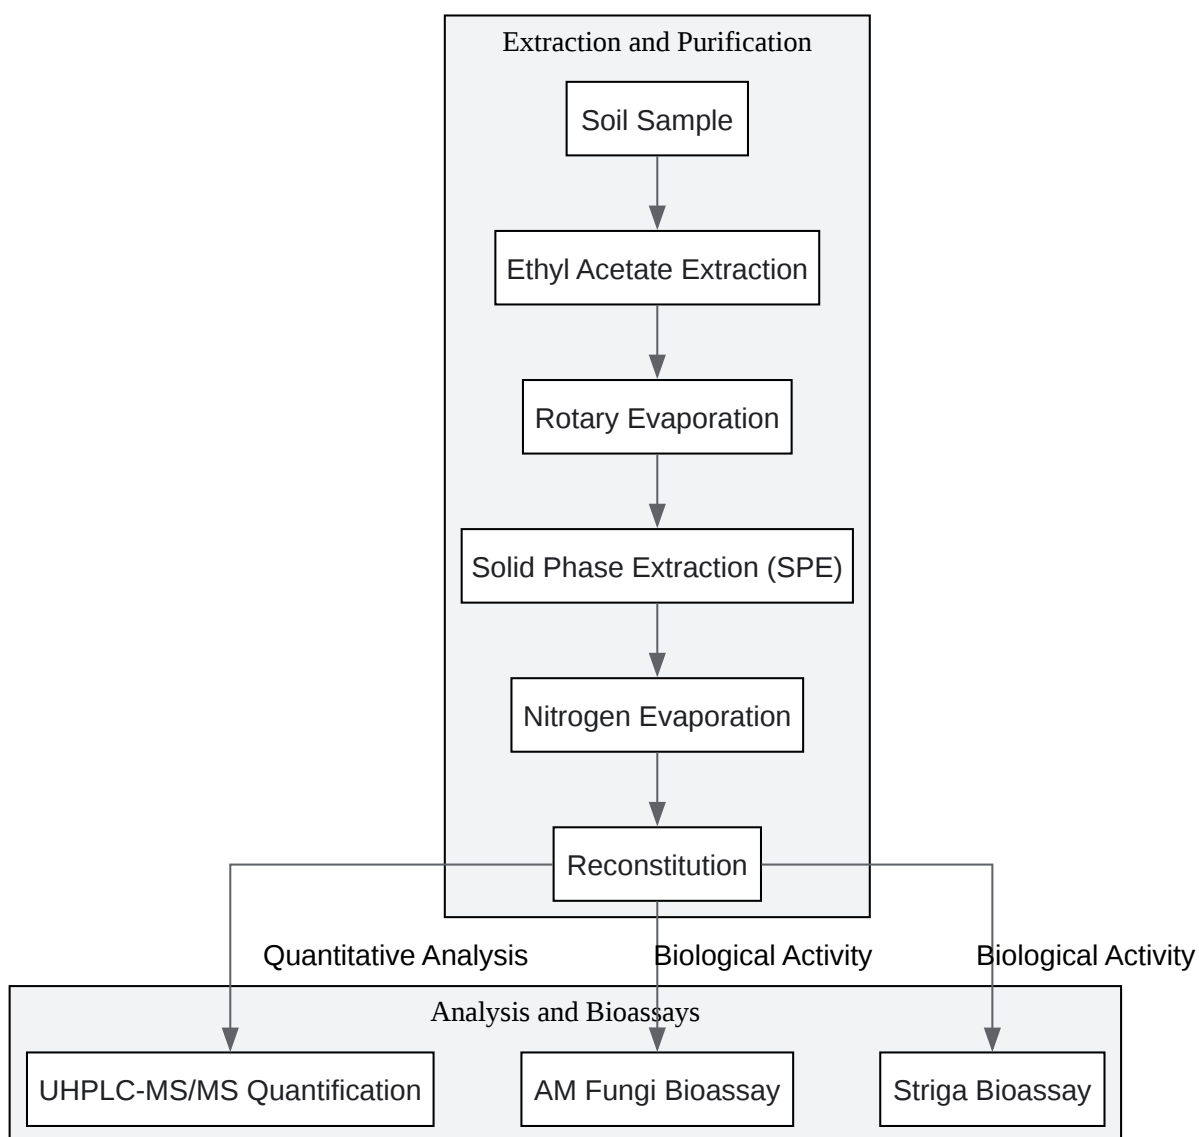 Extraction and Purification
Soil Sample
Ethyl Acetate Extraction
Rotary Evaporation
Solid Phase Extraction (SPE)
Nitrogen Evaporation
Reconstitution
Quantitative Analysis
Biological Activity
Biological Activity
Analysis and Bioassays
UHPLC-MS/MS Quantification
AM Fungi Bioassay
Striga Bioassay